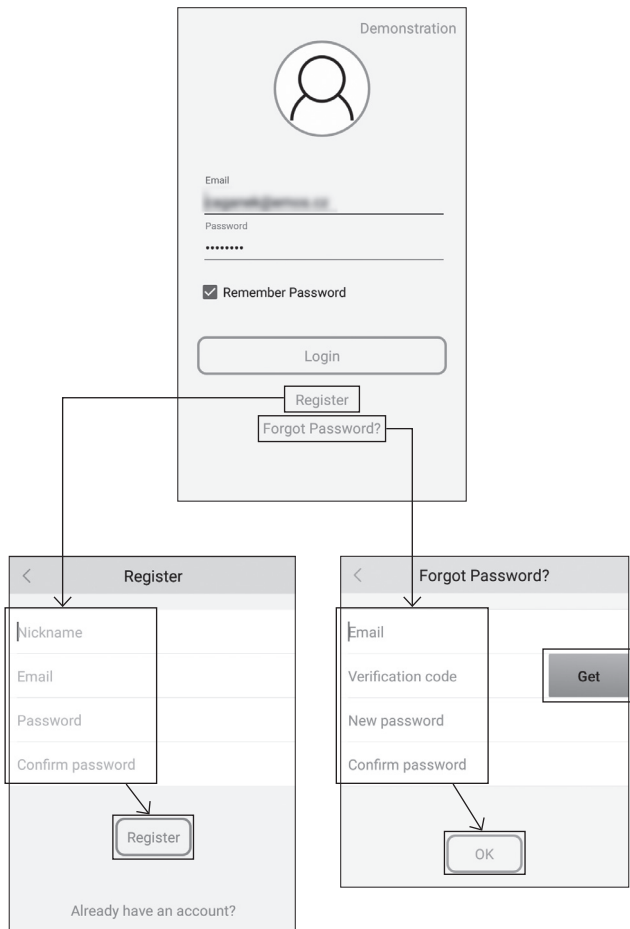 Demonstration
Email
Password
Remember Password
Login
Register
Forgot Password?
Register
Nickname
Email
Password
Confirm password
Register
Already have an account?
Forgot Password?
Email
Verification code
Get
New password
Confirm password
OK